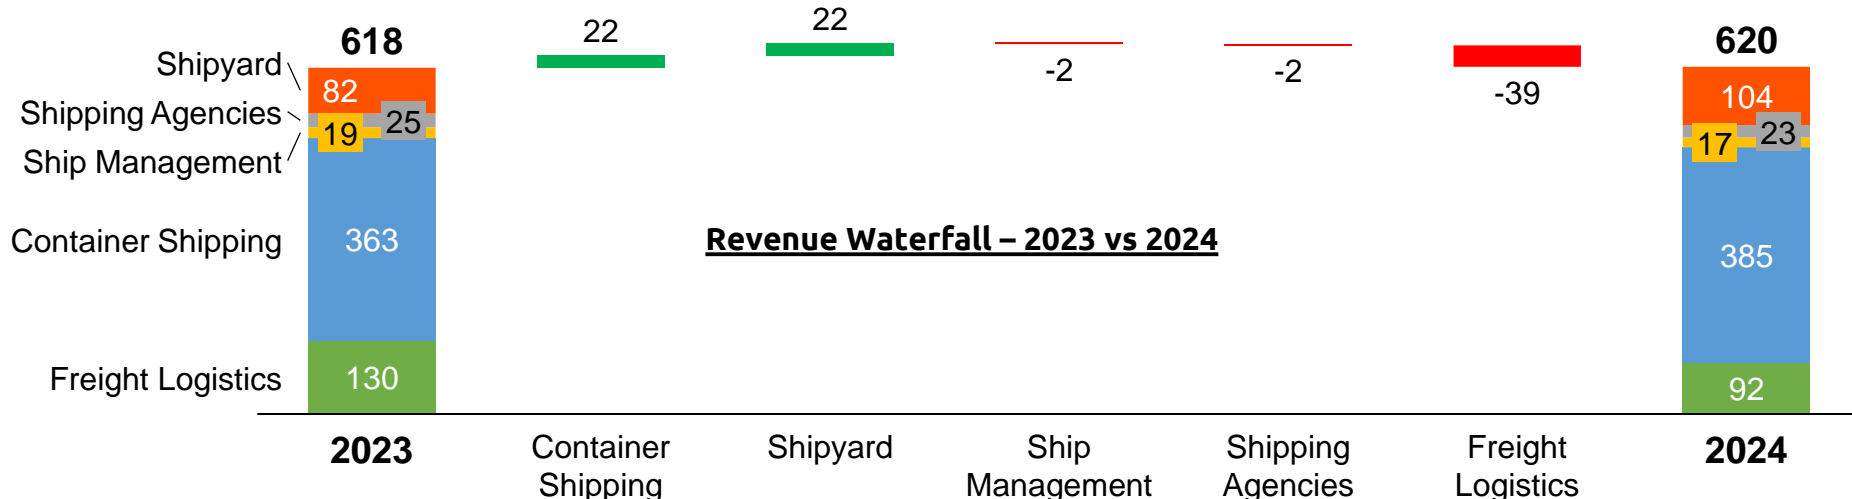 618
22
22
-2
-2
-39
620
Shipyard
82
104
Shipping Agencies
25
23
19
17
Ship Management
Container Shipping
363
Revenue Waterfall – 2023 vs 2024
385
Freight Logistics
130
92
2023
Container
Shipping
Shipyard
Ship
Management
Shipping
Agencies
Freight
Logistics
2024